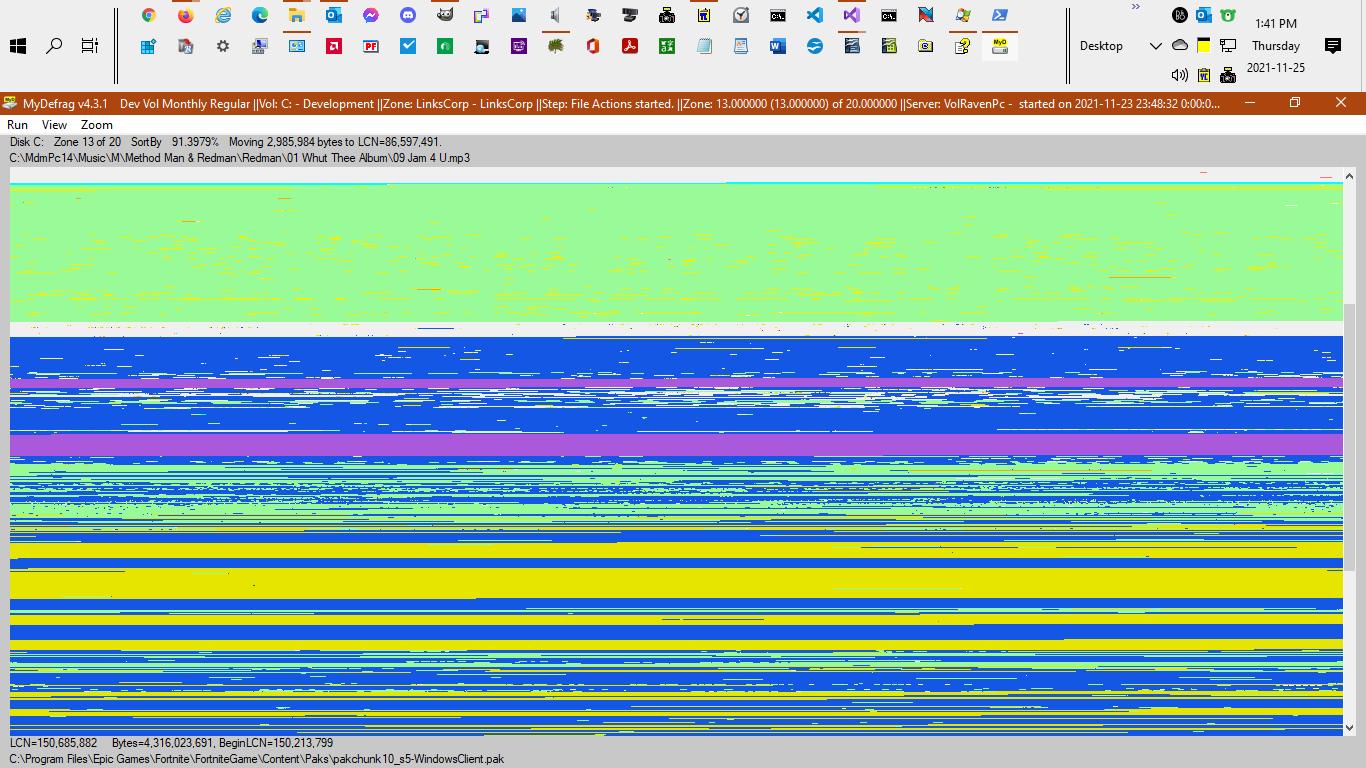 1:41 PM
Desktop
Thursday
2021-11-25
MyDefrag v4.3.1 Dev Vol Monthly Regular ||Vol: C: - Development ||Zone: LinksCorp - LinksCorp ||Step: File Actions started. ||Zone: 13.000000 (13.000000) of 20.000000 ||Server: VolRavenPc - started on 2021-11-23 23:48:32 0:00:0...
Run View Zoom
Disk C: Zone 13 of 20 SortBy 91.3979% Moving 2,985,984 bytes to LCN=86,597,491.
C:\MdmPc14\Music\M\Method Man & Redman\Redman\01 Whut Thee Album\09 Jam 4 U.mp3
LCN=150,685,882 Bytes=4,316,023,691, BeginLCN=150,213,799
C:\Program Files\Epic Games\Fortnite\FortniteGame\Content\Paks\pakchunk10_s5-WindowsClient.pak